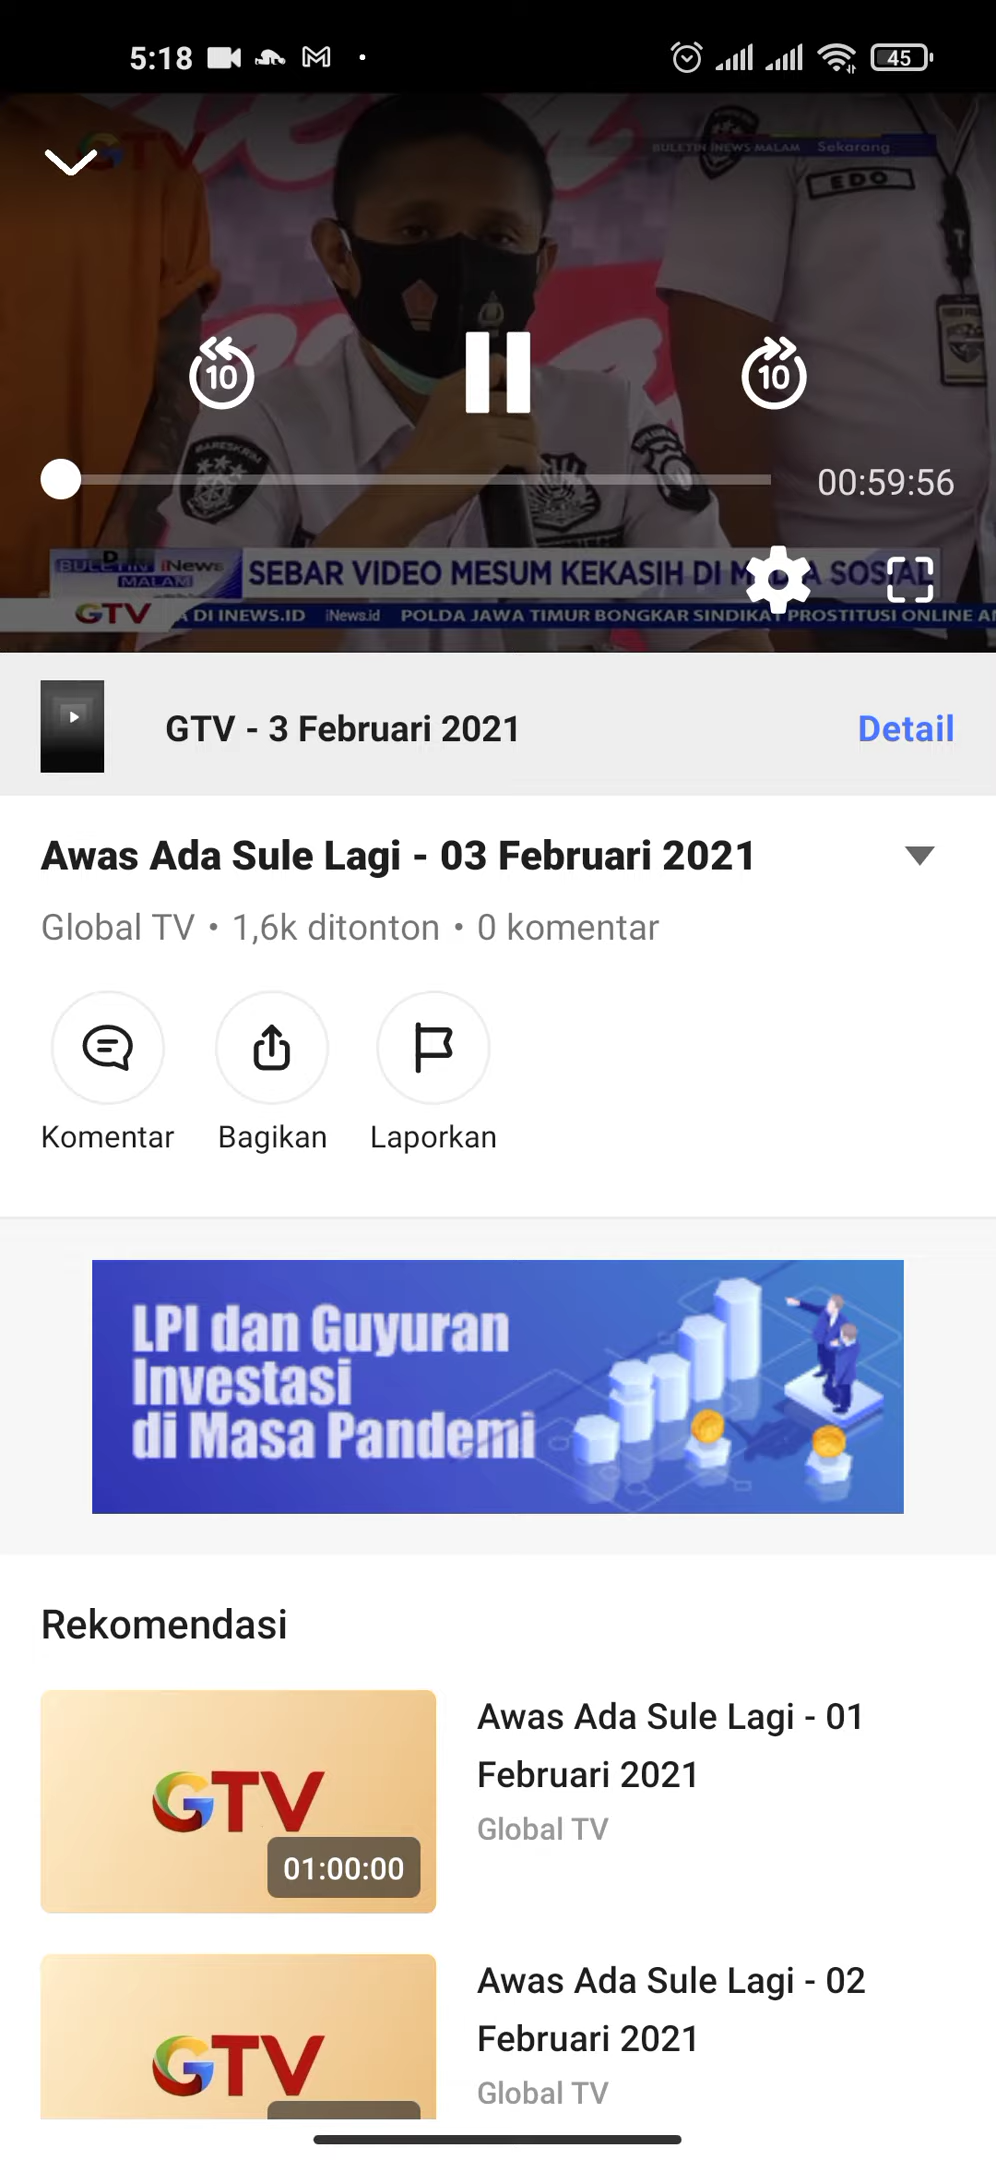 5:18
45
GTV
BULETIN INEWS MALAM Sekarang
EDO
10
10
BARESKRIM
00:59:56
BULETIN iNews
MALAM
SEBAR VIDEO MESUM KEKASIH DI MEDIA SOSIAL
GTV
A DI INEWS.ID iNews.id POLDA JAWA TIMUR BONGKAR SINDIKAT PROSTITUSI ONLINE
GTV - 3 Februari 2021
Detail
Awas Ada Sule Lagi - 03 Februari 2021
Global TV • 1,6k ditonton • 0 komentar
Komentar
Bagikan
Laporkan
LPI dan Guyuran
Investasi
di Masa Pandemi
Rekomendasi
GTV
01:00:00
Awas Ada Sule Lagi - 01
Februari 2021
Global TV
GTV
Awas Ada Sule Lagi - 02
Februari 2021
Global TV